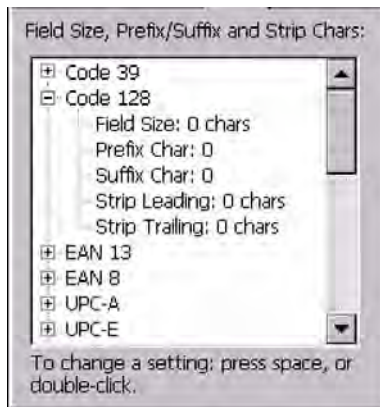 Field Size, Prefix/Suffix and Strip Chars:
Code 39
Code 128
Field Size: 0 chars
Prefix Char: 0
Suffix Char: 0
Strip Leading: 0 chars
Strip Trailing: 0 chars
EAN 13
EAN 8
UPC-A
UPC-E
To change a setting: press space, or
double-click.